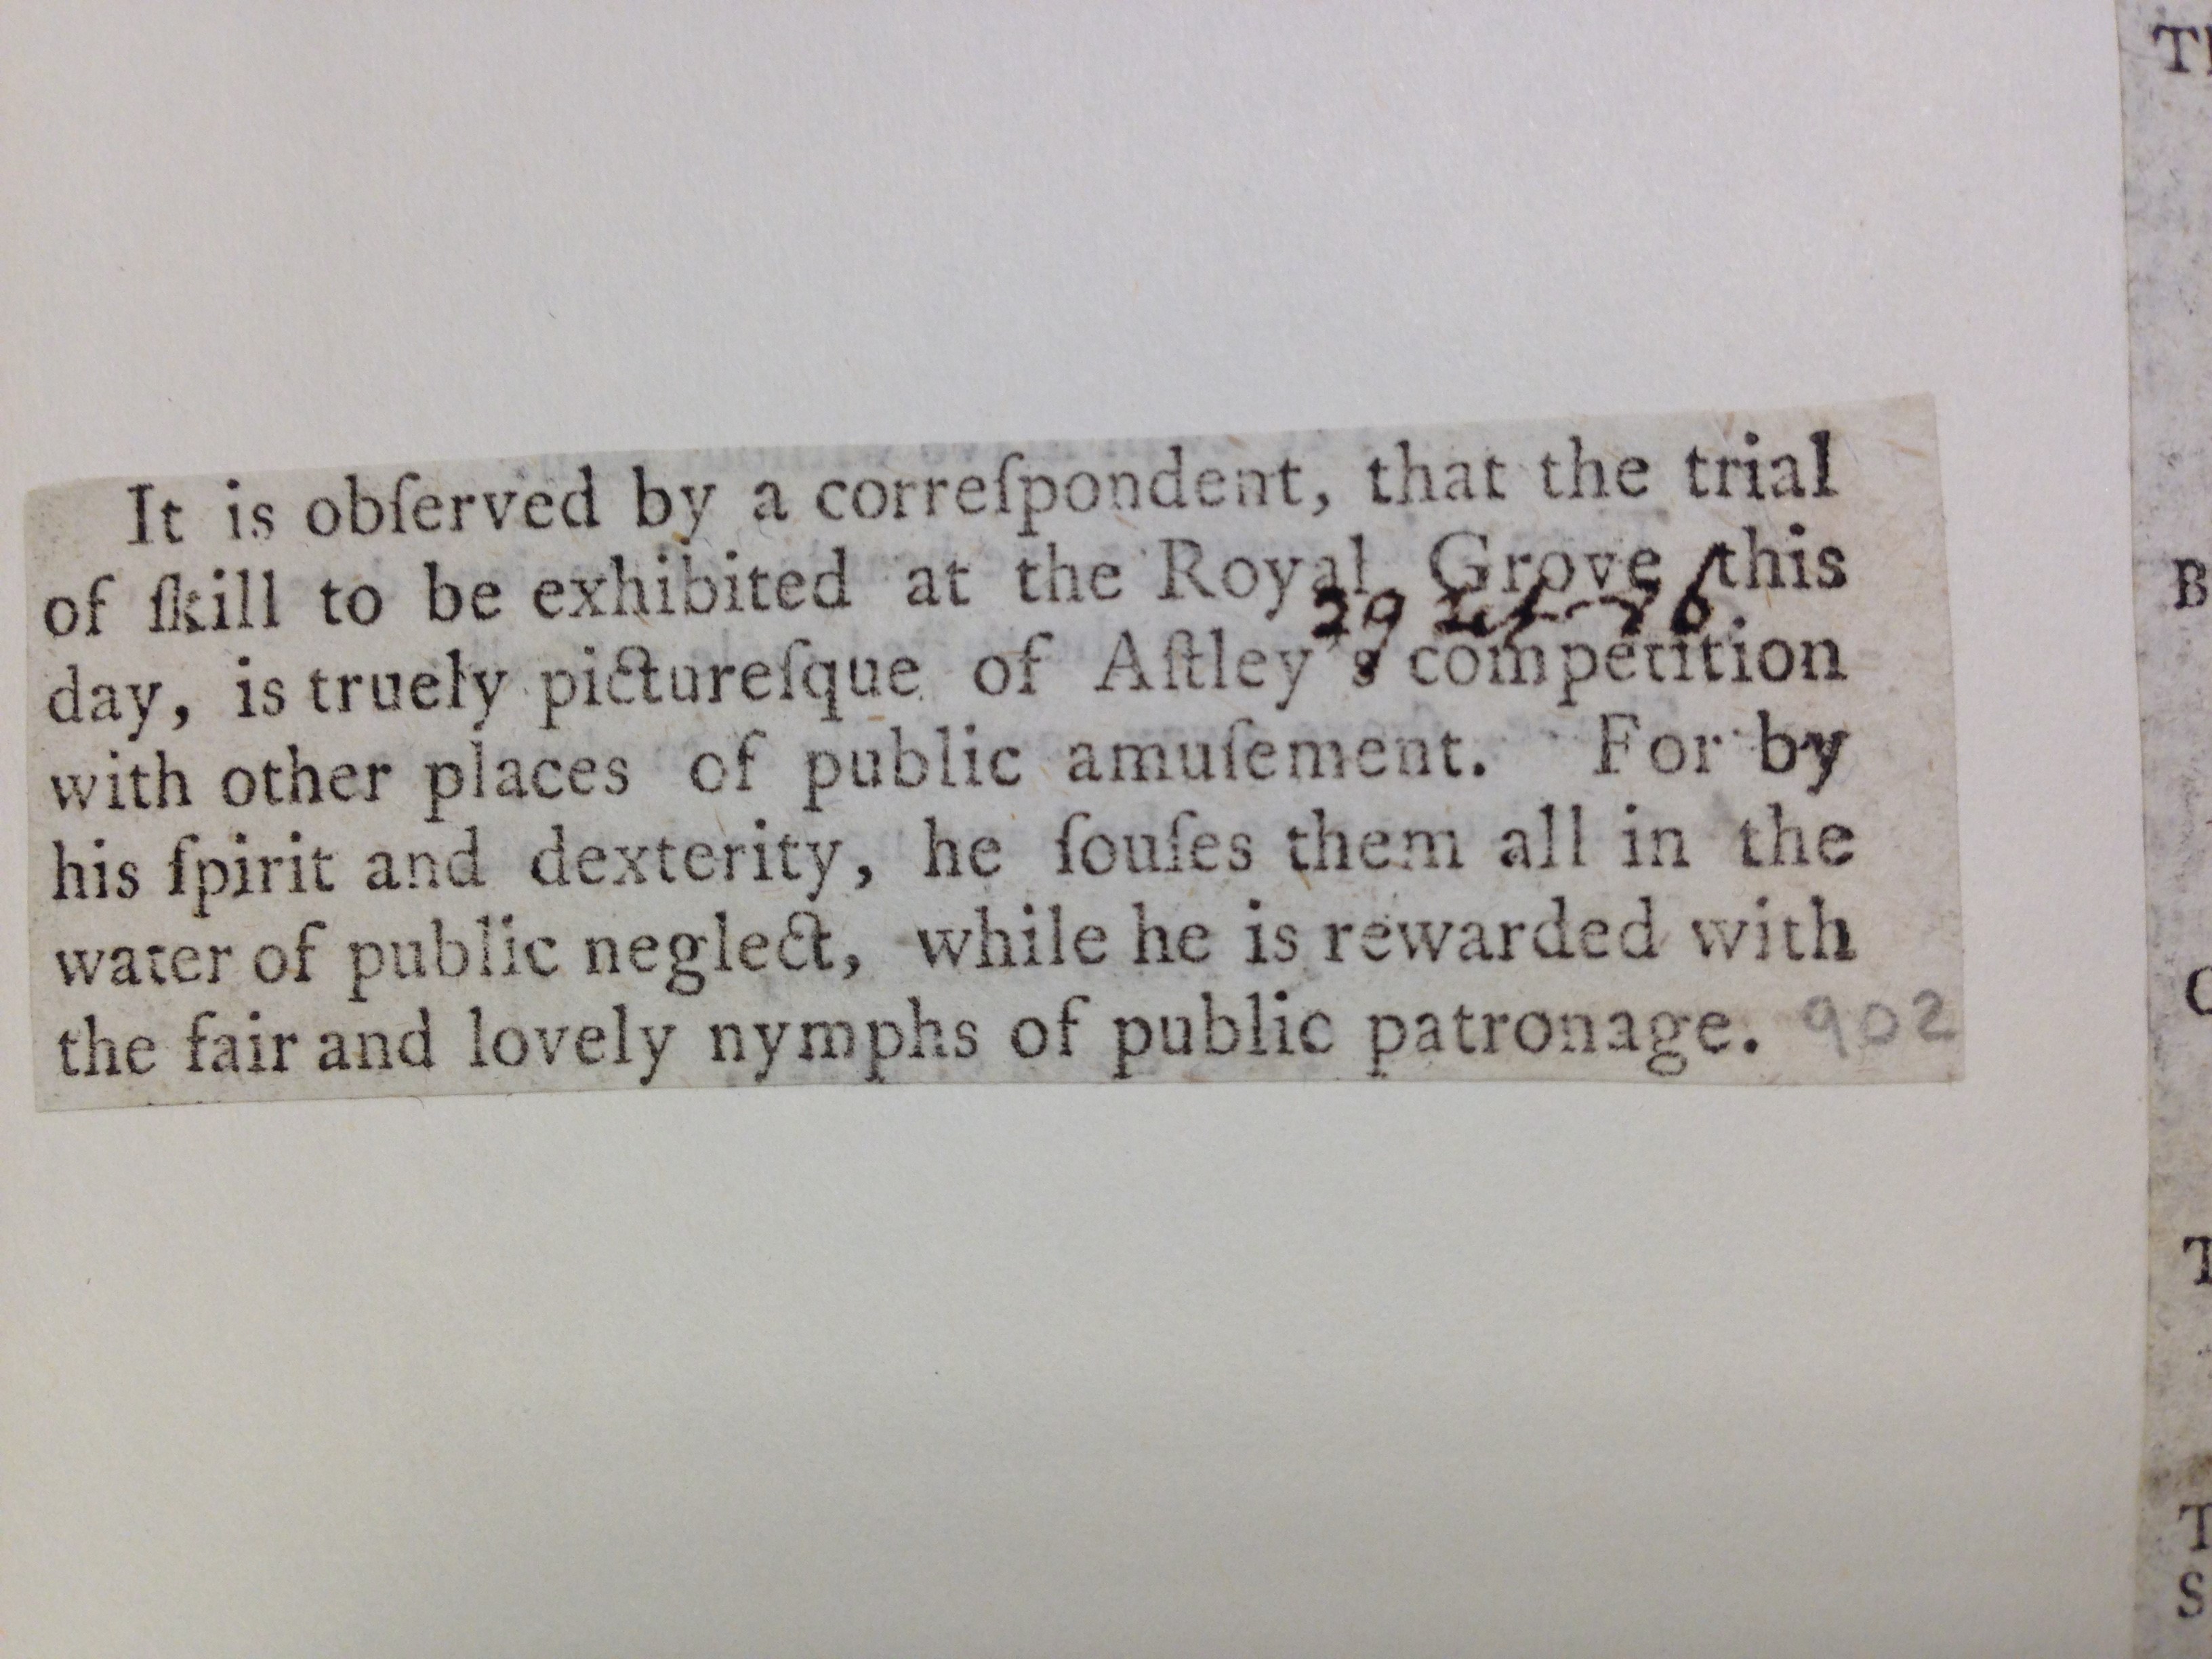 It is obſerved by a correſpondent, that the trial
of ſkill to be exhibited at the Royal Grove this
29
day, is truely pictureſque of Aſtley's competition
with other places of public amuſement. For by
his ſpirit and dexterity, he ſouſes them all in the
water of public neglect, while he is rewarded with
the fair and lovely nymphs of public patronage. 902